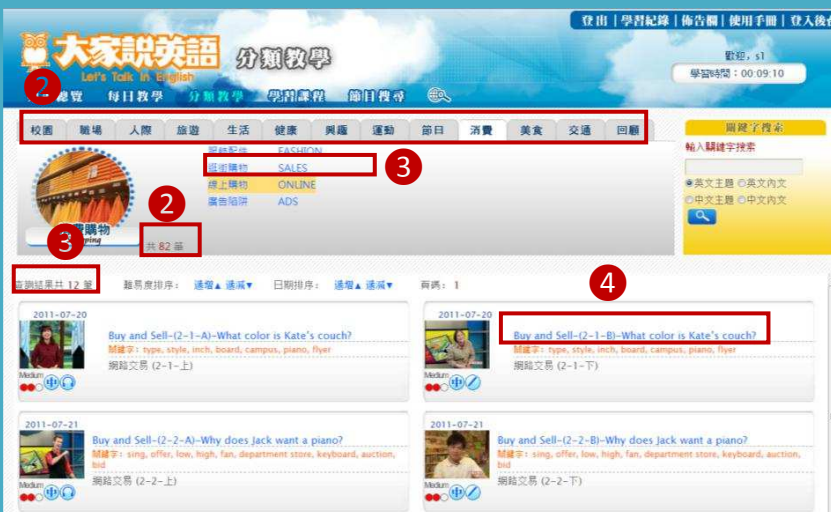 登出 | 學習紀錄 | 佈告欄 | 使用手冊 | 登入後
大家說英語
Let's Talk In English
分類教學
歡迎, s1
學習時間：00:09:10
2
總覽 每日教學 分類教學 學習課程 節目搜尋
校園 職場 人際 旅遊 生活 健康 興趣 運動 節日 消費 美食 交通 回顧
關鍵字搜索
輸入關鍵字搜索
FASHION
逛街購物 SALES
3
線上購物 ONLINE
廣告陷阱 ADS
英文主題 英文內文
中文主題 中文內文
2
購物
3
共 82 筆
查詢結果共 12 筆 難易度排序： 遞增▲ 遞減▼ 日期排序： 遞增▲ 遞減▼ 頁碼： 1
4
2011-07-20
Buy and Sell-(2-1-A)-What color is Kate's couch?
關鍵字: type, style, inch, board, campus, piano, flyer
網路交易 (2-1-上)
Medium
中
2011-07-20
Buy and Sell-(2-1-B)-What color is Kate's couch?
關鍵字: type, style, inch, board, campus, piano, flyer
網路交易 (2-1-下)
Medium
中
2011-07-21
Buy and Sell-(2-2-A)-Why does Jack want a piano?
關鍵字: sing, offer, low, high, fan, department store, keyboard, auction,
bid
網路交易 (2-2-上)
Medium
中
2011-07-21
Buy and Sell-(2-2-B)-Why does Jack want a piano?
關鍵字: sing, offer, low, high, fan, department store, keyboard, auction,
bid
網路交易 (2-2-下)
Medium
中